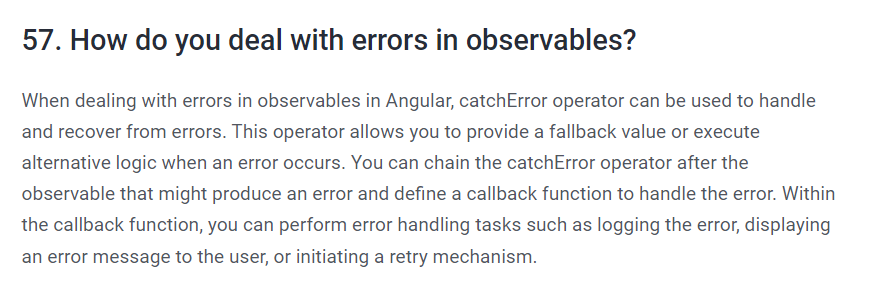 57. How do you deal with errors in observables?
When dealing with errors in observables in Angular, catchError operator can be used to handle
and recover from errors. This operator allows you to provide a fallback value or execute
alternative logic when an error occurs. You can chain the catchError operator after the
observable that might produce an error and define a callback function to handle the error. Within
the callback function, you can perform error handling tasks such as logging the error, displaying
an error message to the user, or initiating a retry mechanism.